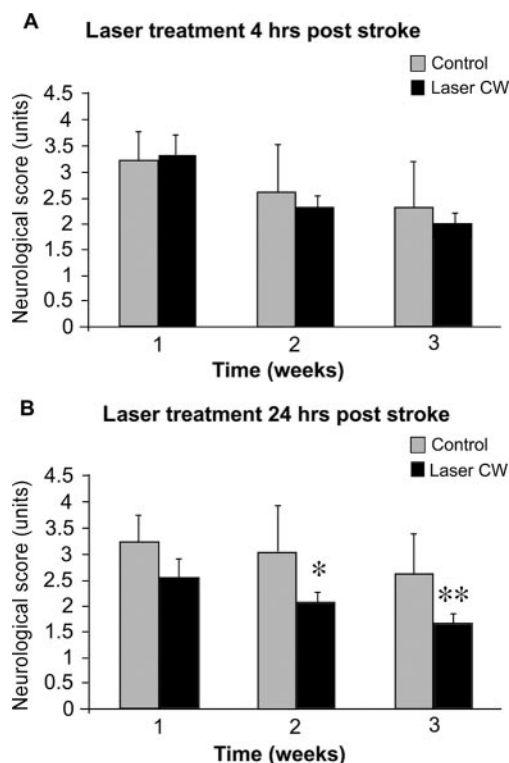 A
Laser treatment 4 hrs post stroke
Control
Laser CW
Neurological score (units)
4.5
4
3.5
3
2.5
2
1.5
1
0.5
0
1 2 3
Time (weeks)
B
Laser treatment 24 hrs post stroke
Control
Laser CW
Neurological score (units)
4.5
4
3.5
3
2.5
2
1.5
1
0.5
0
*
**
1 2 3
Time (weeks)